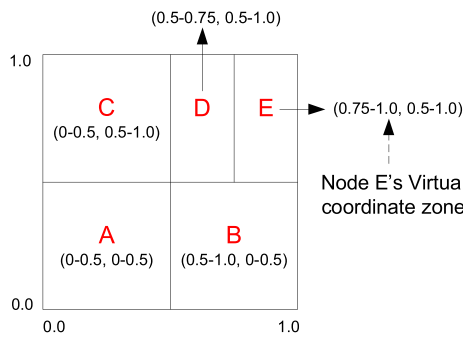 (0.5-0.75, 0.5-1.0)
1.0
C
(0-0.5, 0.5-1.0)
D
E
(0.75-1.0, 0.5-1.0)
Node E's Virtua
coordinate zone
A
(0-0.5, 0-0.5)
B
(0.5-1.0, 0-0.5)
0.0
0.0
1.0